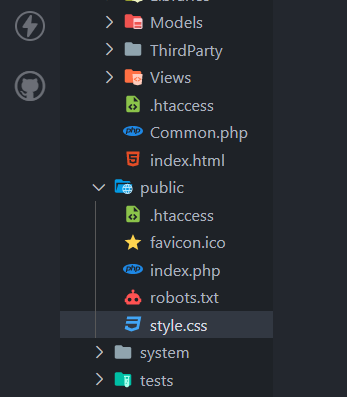 Libraries
Models
ThirdParty
Views
.htaccess
Common.php
index.html
public
.htaccess
favicon.ico
index.php
robots.txt
style.css
system
tests